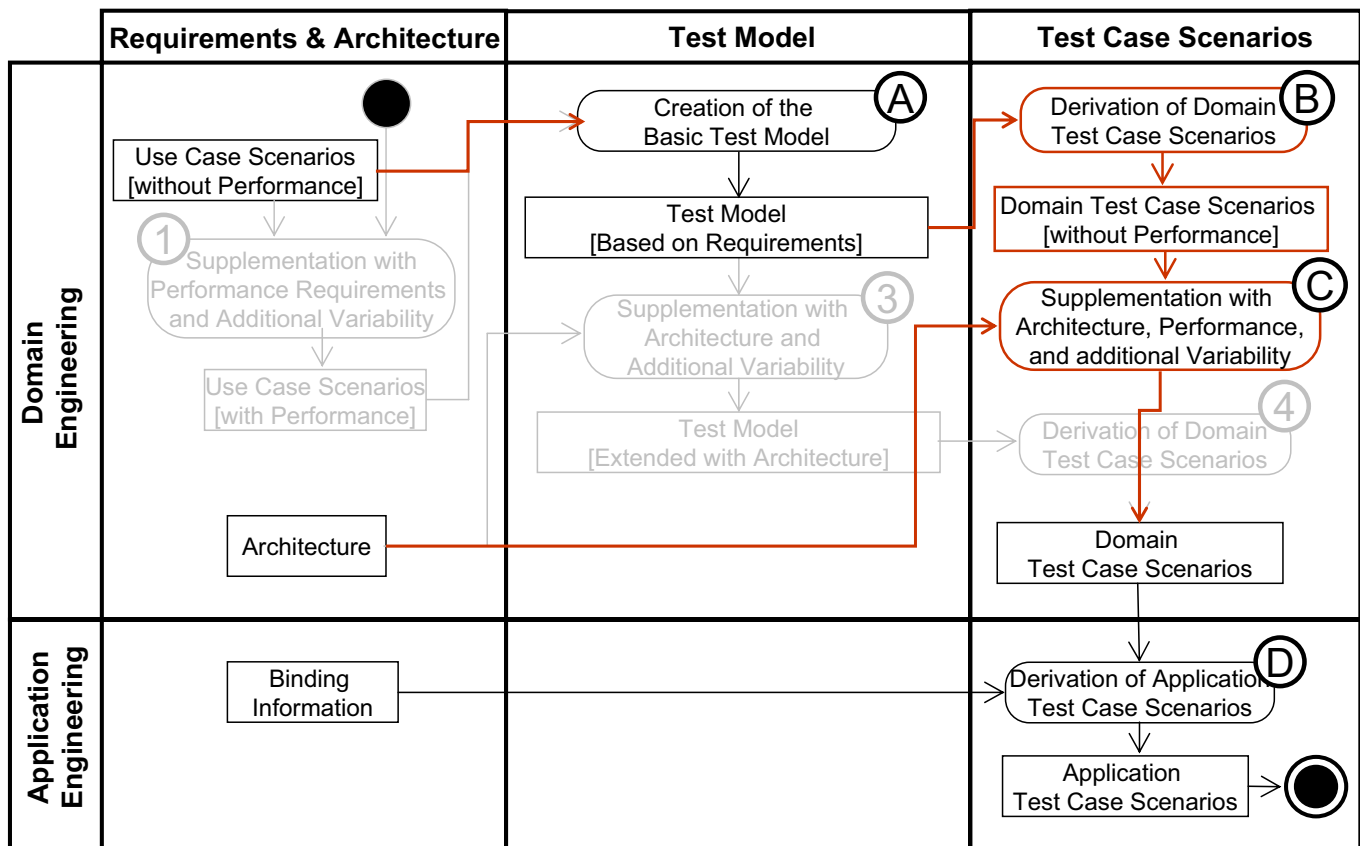 Requirements & Architecture
Test Model
Test Case Scenarios
Domain
Engineering
Use Case Scenarios
[without Performance]
1
Supplementation with
Performance Requirements
and Additional Variability
Use Case Scenarios
[with Performance]
Architecture
A
Creation of the
Basic Test Model
Test Model
[Based on Requirements]
3
Supplementation with
Architecture and
Additional Variability
Test Model
[Extended with Architecture]
B
Derivation of Domain
Test Case Scenarios
Domain Test Case Scenarios
[without Performance]
C
Supplementation with
Architecture, Performance,
and additional Variability
4
Derivation of Domain
Test Case Scenarios
Domain
Test Case Scenarios
Application
Engineering
Binding
Information
D
Derivation of Application
Test Case Scenarios
Application
Test Case Scenarios